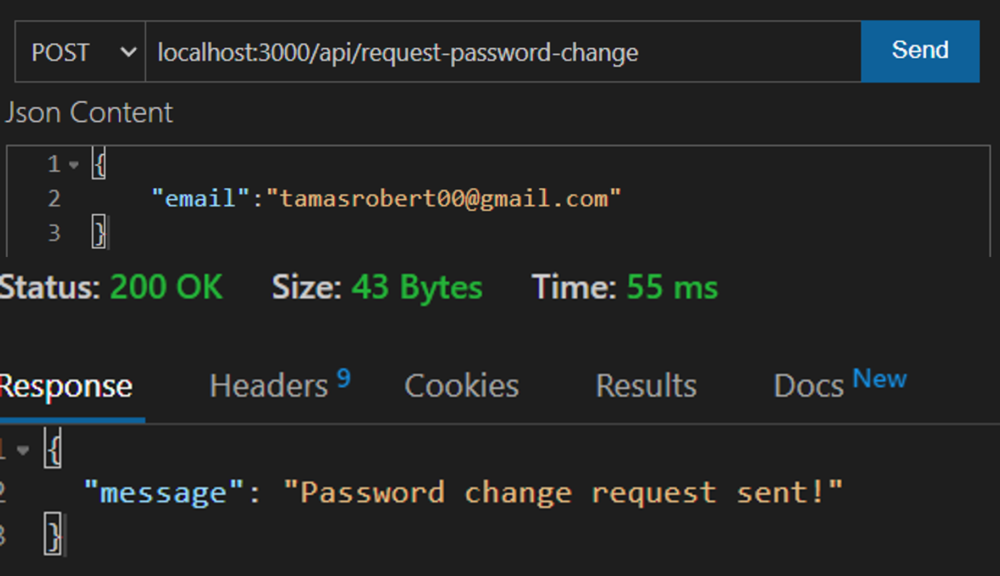 POST localhost:3000/api/request-password-change Send
Json Content
1 {
2 "email":"tamasrobert00@gmail.com"
3 }
Status: 200 OK Size: 43 Bytes Time: 55 ms
Response Headers 9 Cookies Results Docs New
1 {
2 "message": "Password change request sent!"
3 }